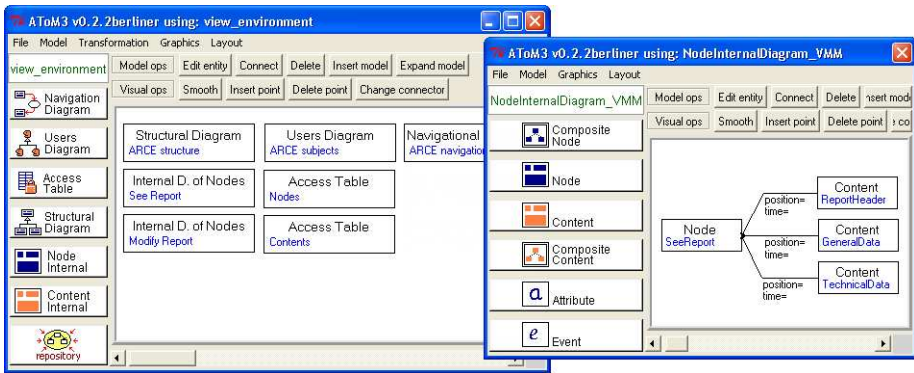 AToM3 v0.2.2berliner using: view_environment
File Model Transformation Graphics Layout
view_environment
Model ops Edit entity Connect Delete Insert model Expand model
Visual ops Smooth Insert point Delete point Change connector
Navigation
Diagram
Users
Diagram
Access
Table
Structural
Diagram
Node
Internal
Content
Internal
repository
Structural Diagram
ARCE structure
Users Diagram
ARCE subjects
Navigational
ARCE navigation
Internal D. of Nodes
See Report
Access Table
Nodes
Internal D. of Nodes
Modify Report
Access Table
Contents
AToM3 v0.2.2berliner using: NodeInternalDiagram_VMM
File Model Graphics Layout
NodeInternalDiagram_VMM
Model ops Edit entity Connect Delete
Visual ops Smooth Insert point Delete point
Composite
Node
Node
Content
Composite
Content
a Attribute
e Event
Node
SeeReport
position=
time=
Content
ReportHeader
position=
time=
Content
GeneralData
position=
time=
Content
TechnicalData